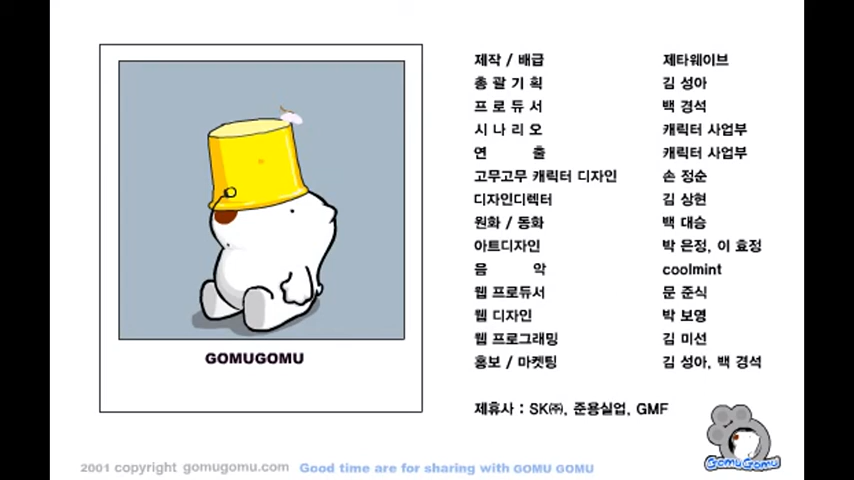 제작 / 배급 제타웨이브
총 괄 기 획 김 성아
프 로 듀 서 백 경석
시 나 리 오 캐릭터 사업부
연 출 캐릭터 사업부
고무고무 캐릭터 디자인 손 정순
디자인디렉터 김 상현
원화 / 동화 백 대승
아트디자인 박 은정, 이 효정
음 악 coolmint
웹 프로듀서 문 준식
웹 디자인 박 보영
웹 프로그래밍 김 미선
홍보 / 마켓팅 김 성아, 백 경석
GOMUGOMU
제휴사 : SK㈜, 준용실업, GMF
GomuGomu
2001 copyright gomugomu.com Good time are for sharing with GOMU GOMU